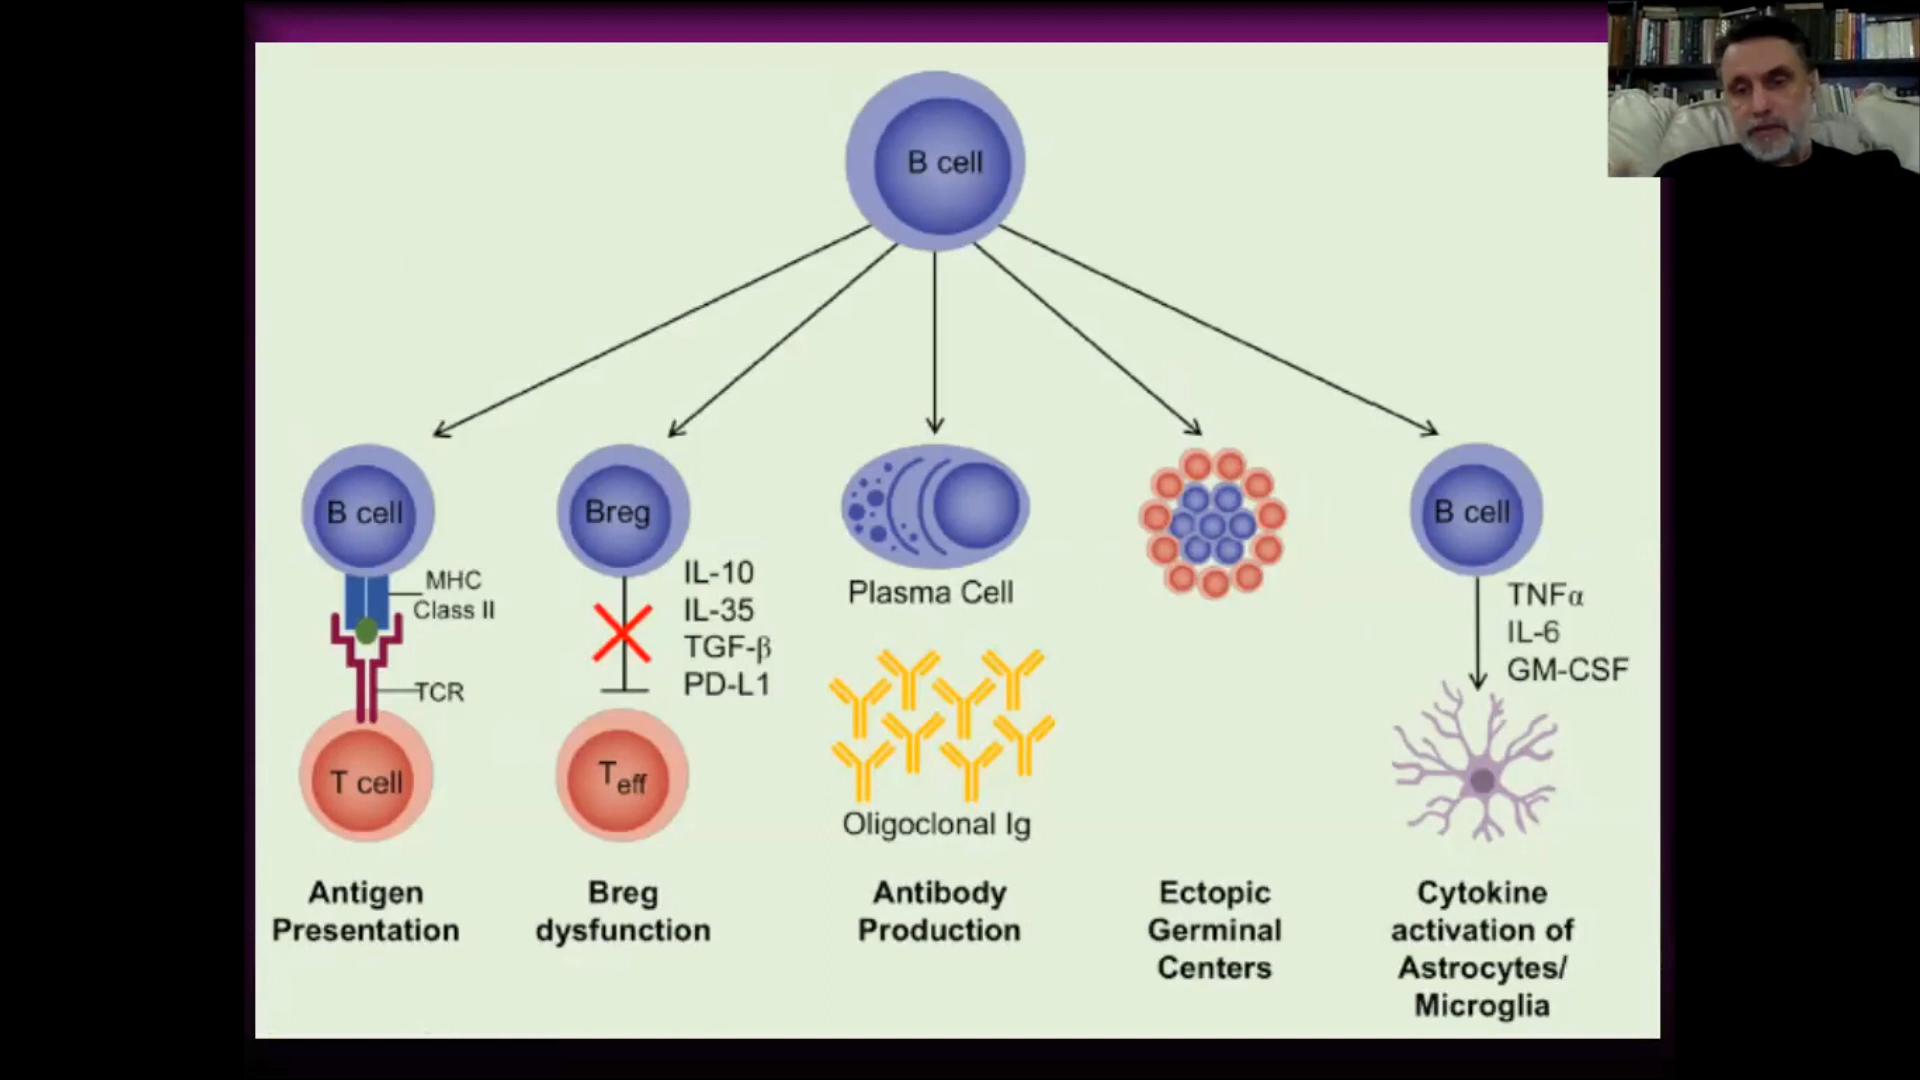 B cell
B cell
MHC
Class II
TCR
T cell
Antigen
Presentation
Breg
IL-10
IL-35
TGF-β
PD-L1
Teff
Breg
dysfunction
Plasma Cell
Oligoclonal Ig
Antibody
Production
Ectopic
Germinal
Centers
B cell
TNFα
IL-6
GM-CSF
Cytokine
activation of
Astrocytes/
Microglia